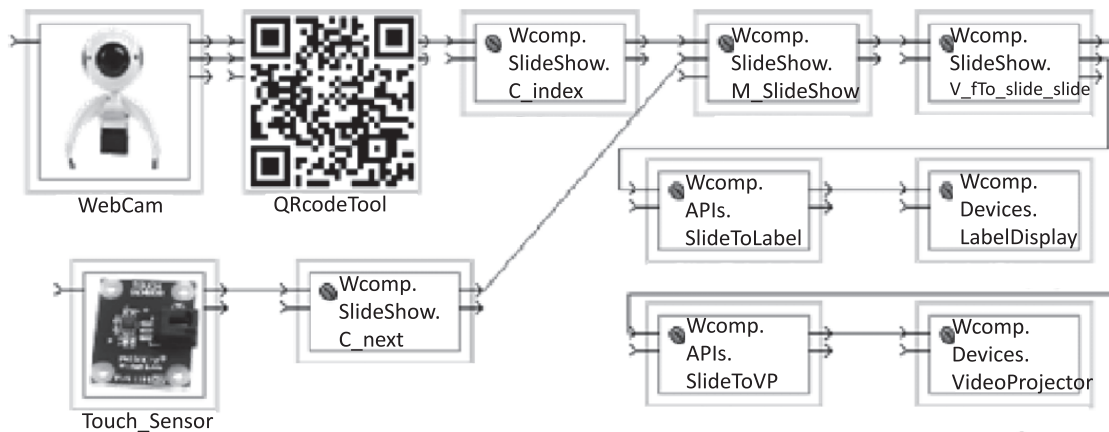 Wcomp.
SlideShow.
C_index
Wcomp.
SlideShow.
M_SlideShow
Wcomp.
SlideShow.
V_fTo_slide_slide
WebCam
QRcodeTool
Wcomp.
APIs.
SlideToLabel
Wcomp.
Devices.
LabelDisplay
Wcomp.
SlideShow.
C_next
Wcomp.
APIs.
SlideToVP
Wcomp.
Devices.
VideoProjector
Touch_Sensor